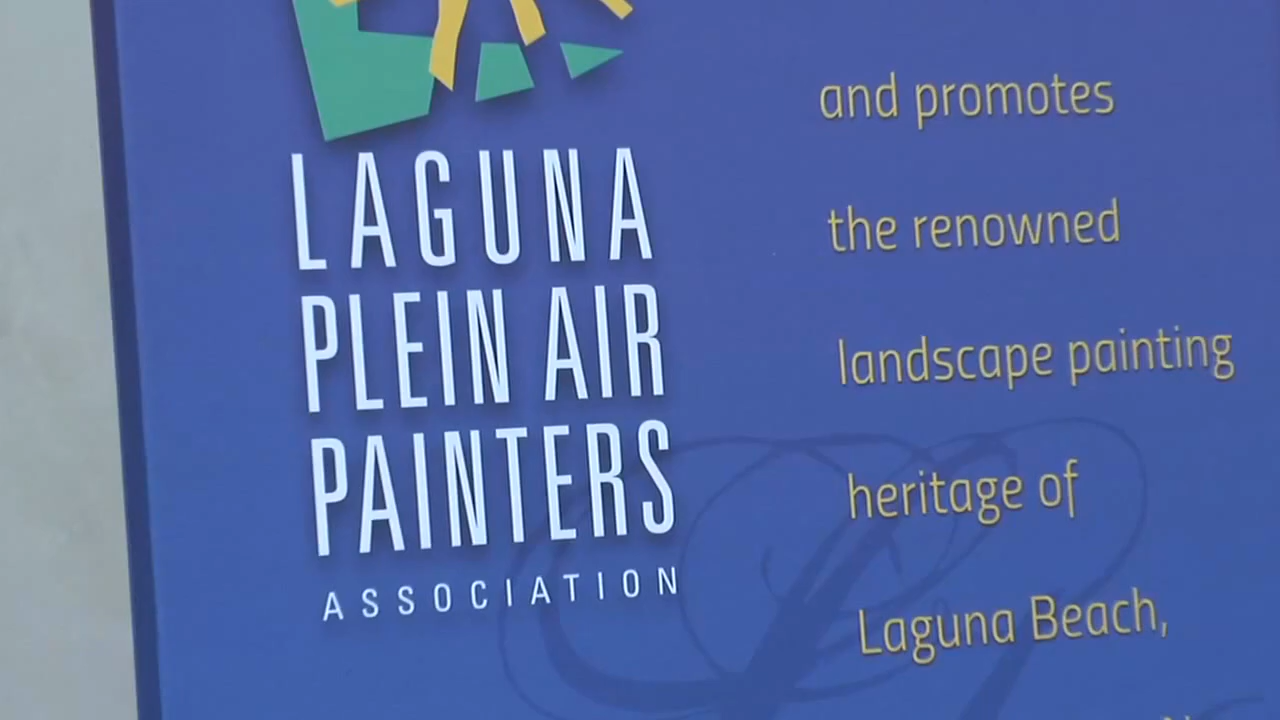 LAGUNA
PLEIN AIR
PAINTERS
ASSOCIATION
and promotes
the renowned
landscape painting
heritage of
Laguna Beach,